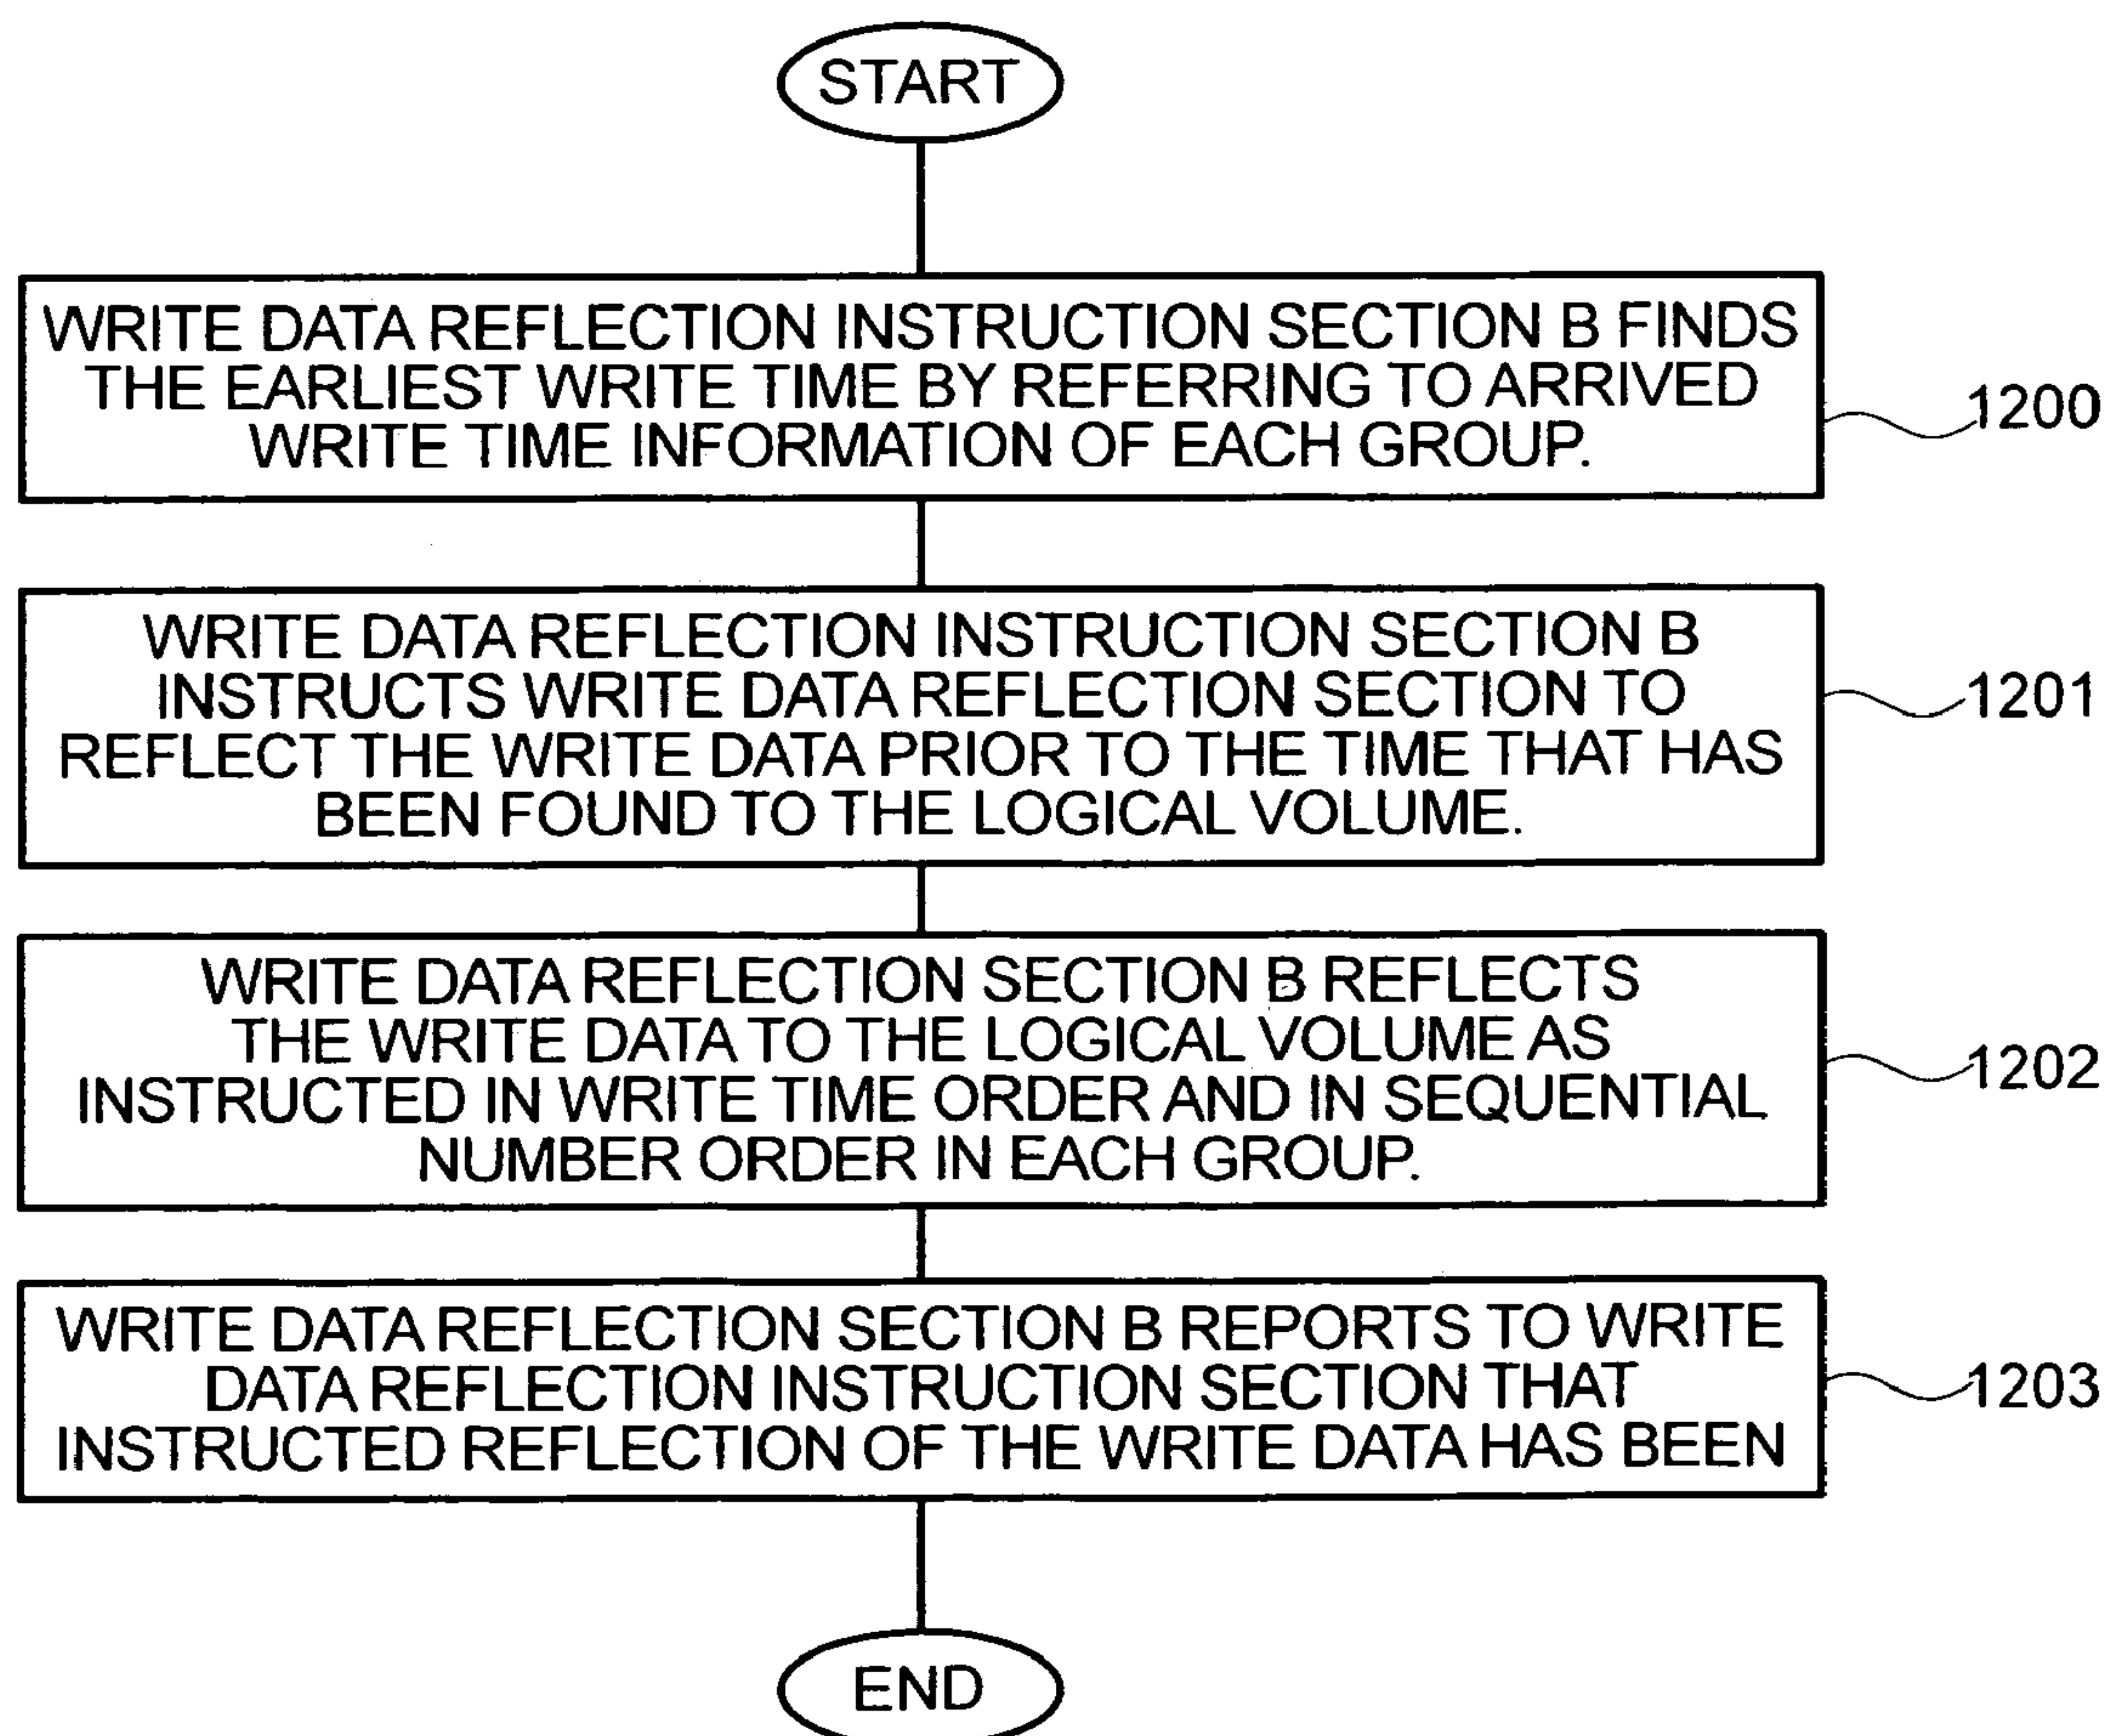 START
WRITE DATA REFLECTION INSTRUCTION SECTION B FINDS
THE EARLIEST WRITE TIME BY REFERRING TO ARRIVED
WRITE TIME INFORMATION OF EACH GROUP.
1200
WRITE DATA REFLECTION INSTRUCTION SECTION B
INSTRUCTS WRITE DATA REFLECTION SECTION TO
REFLECT THE WRITE DATA PRIOR TO THE TIME THAT HAS
BEEN FOUND TO THE LOGICAL VOLUME.
1201
WRITE DATA REFLECTION SECTION B REFLECTS
THE WRITE DATA TO THE LOGICAL VOLUME AS
INSTRUCTED IN WRITE TIME ORDER AND IN SEQUENTIAL
NUMBER ORDER IN EACH GROUP.
1202
WRITE DATA REFLECTION SECTION B REPORTS TO WRITE
DATA REFLECTION INSTRUCTION SECTION THAT
INSTRUCTED REFLECTION OF THE WRITE DATA HAS BEEN
1203
END